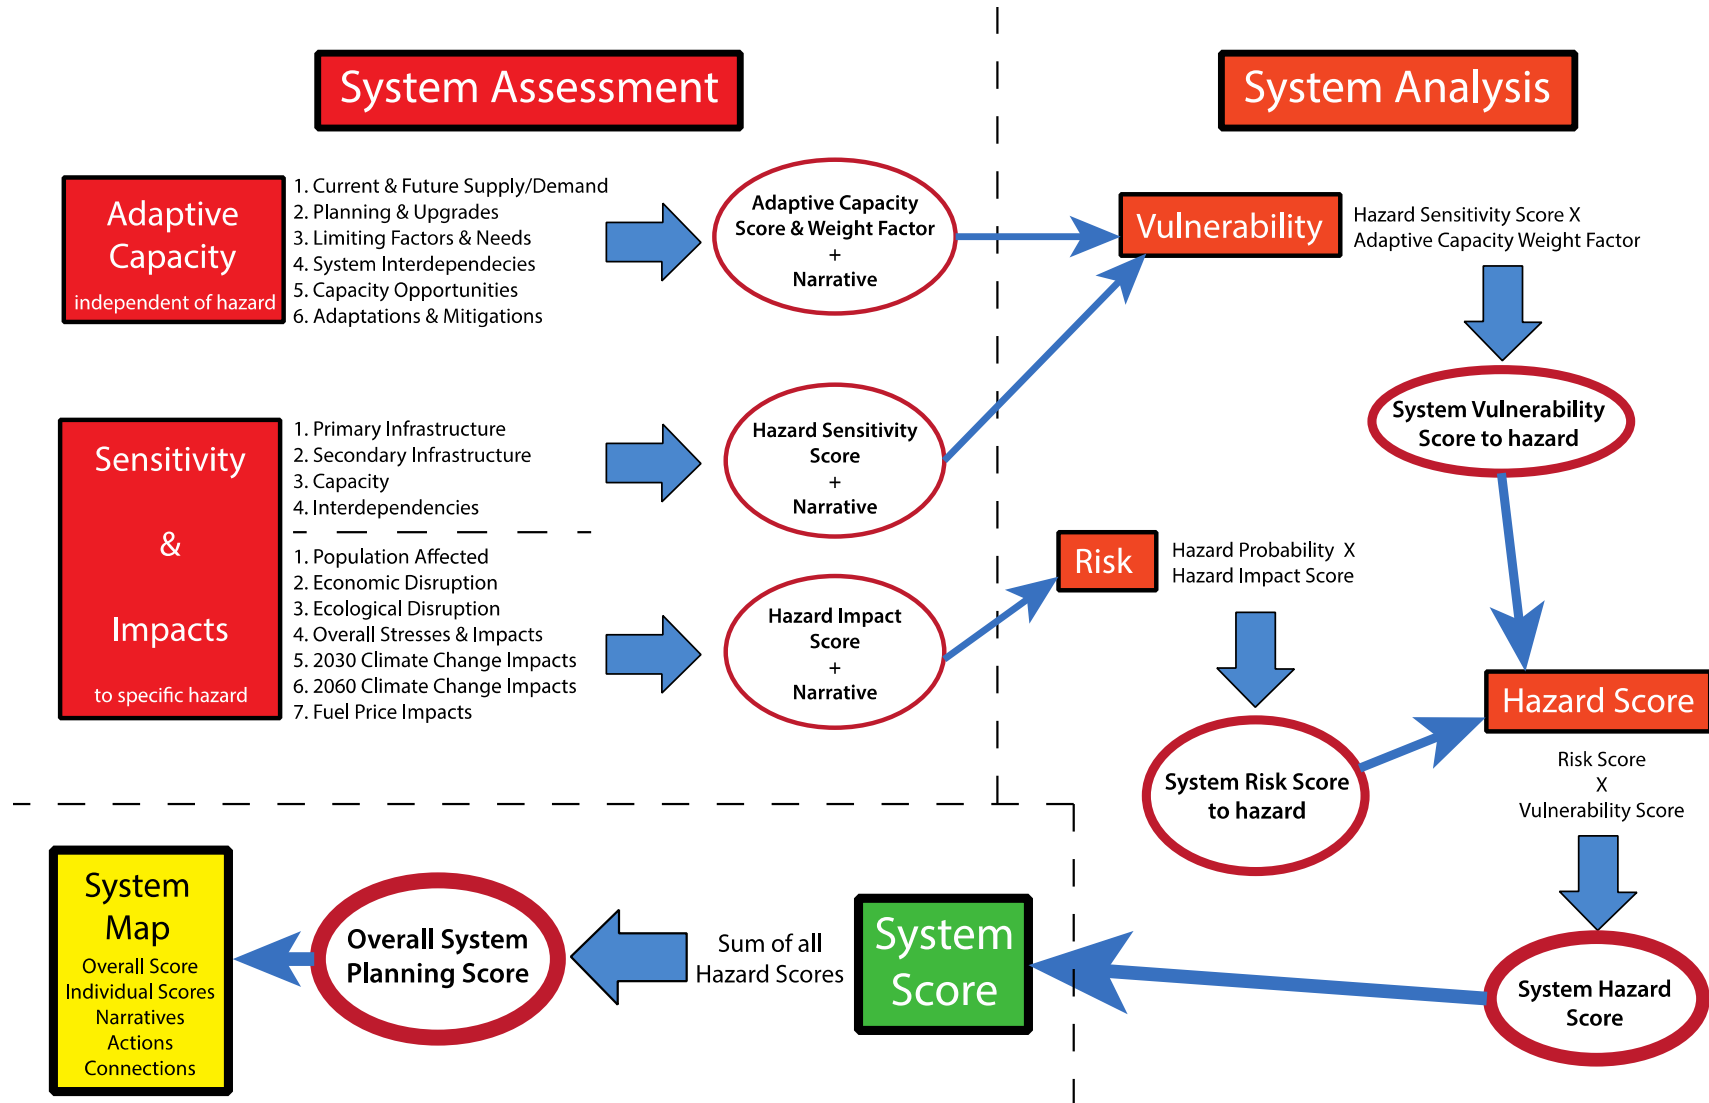 System Assessment
System Analysis
Adaptive
Capacity
independent of hazard
1. Current & Future Supply/Demand
2. Planning & Upgrades
3. Limiting Factors & Needs
4. System Interdependecies
5. Capacity Opportunities
6. Adaptations & Mitigations
Adaptive Capacity
Score & Weight Factor
+
Narrative
Vulnerability
Hazard Sensitivity Score X
Adaptive Capacity Weight Factor
System Vulnerability
Score to hazard
Sensitivity
&
Impacts
to specific hazard
1. Primary Infrastructure
2. Secondary Infrastructure
3. Capacity
4. Interdependencies
Hazard Sensitivity
Score
+
Narrative
1. Population Affected
2. Economic Disruption
3. Ecological Disruption
4. Overall Stresses & Impacts
5. 2030 Climate Change Impacts
6. 2060 Climate Change Impacts
7. Fuel Price Impacts
Hazard Impact
Score
+
Narrative
Risk
Hazard Probability X
Hazard Impact Score
System Risk Score
to hazard
Hazard Score
Risk Score
X
Vulnerability Score
System Hazard
Score
System
Score
Sum of all
Hazard Scores
Overall System
Planning Score
System
Map
Overall Score
Individual Scores
Narratives
Actions
Connections